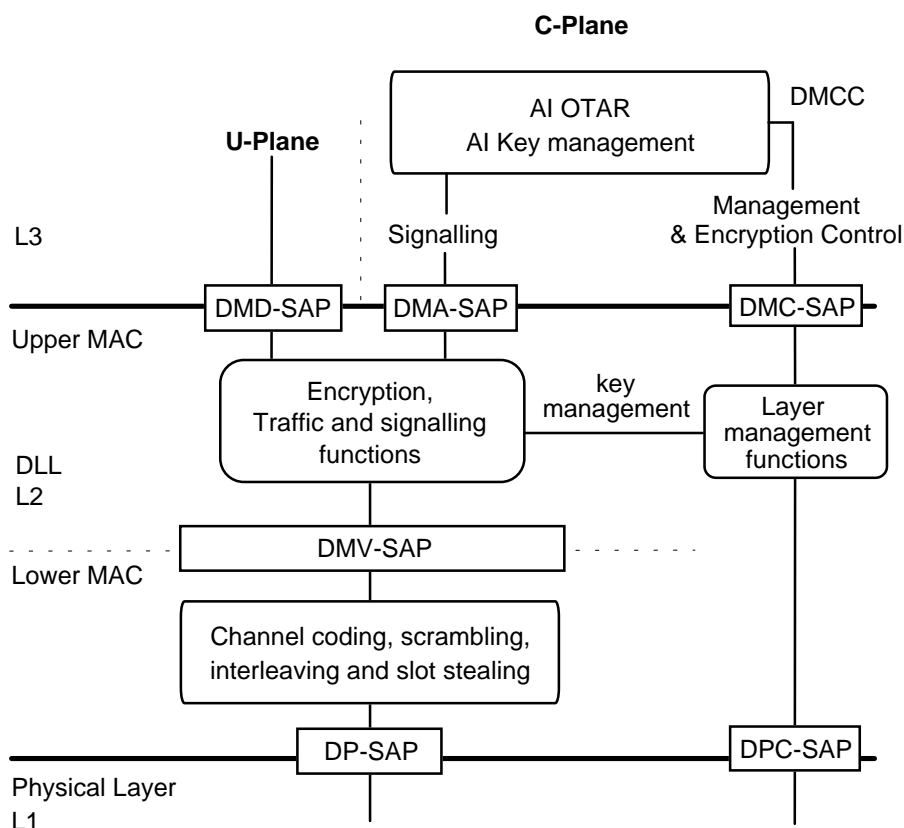 C-Plane
AI OTAR
AI Key management
DMCC
U-Plane
L3
Signalling
Management
& Encryption Control
DMD-SAP
DMA-SAP
DMC-SAP
Upper MAC
Encryption,
Traffic and signalling
functions
key
management
Layer
management
functions
DLL
L2
DMV-SAP
Lower MAC
Channel coding, scrambling,
interleaving and slot stealing
DP-SAP
DPC-SAP
Physical Layer
L1